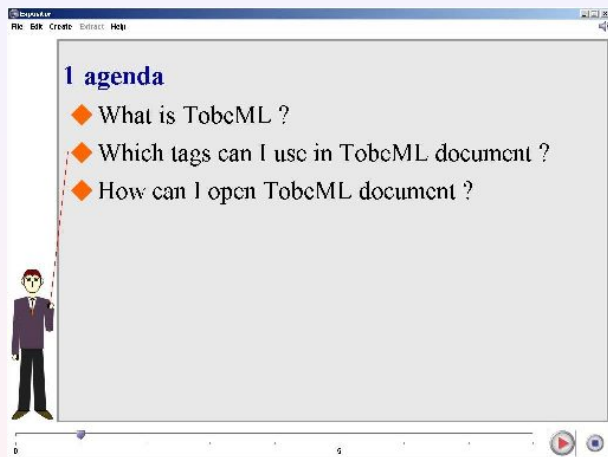 Expositor
File Edit Create Extract Help
1 agenda
What is TobeML ?
Which tags can I use in TobeML document ?
How can I open TobeML document ?
0
5